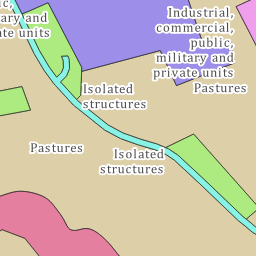 Industrial,
commercial,
public,
military and
private units
ary and
ate units
Pastures
Isolated
structures
Pastures
Isolated
structures